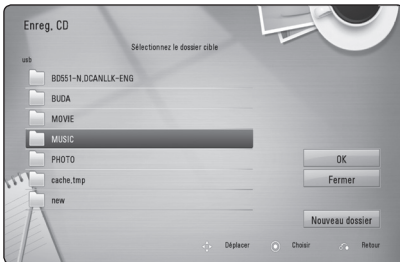 Enreg. CD
Sélectionnez le dossier cible
usb
BD551-N,DCANLLK-ENG
BUDA
MOVIE
MUSIC
PHOTO
cache,tmp
new
OK
Fermer
Nouveau dossier
Déplacer Choisir Retour